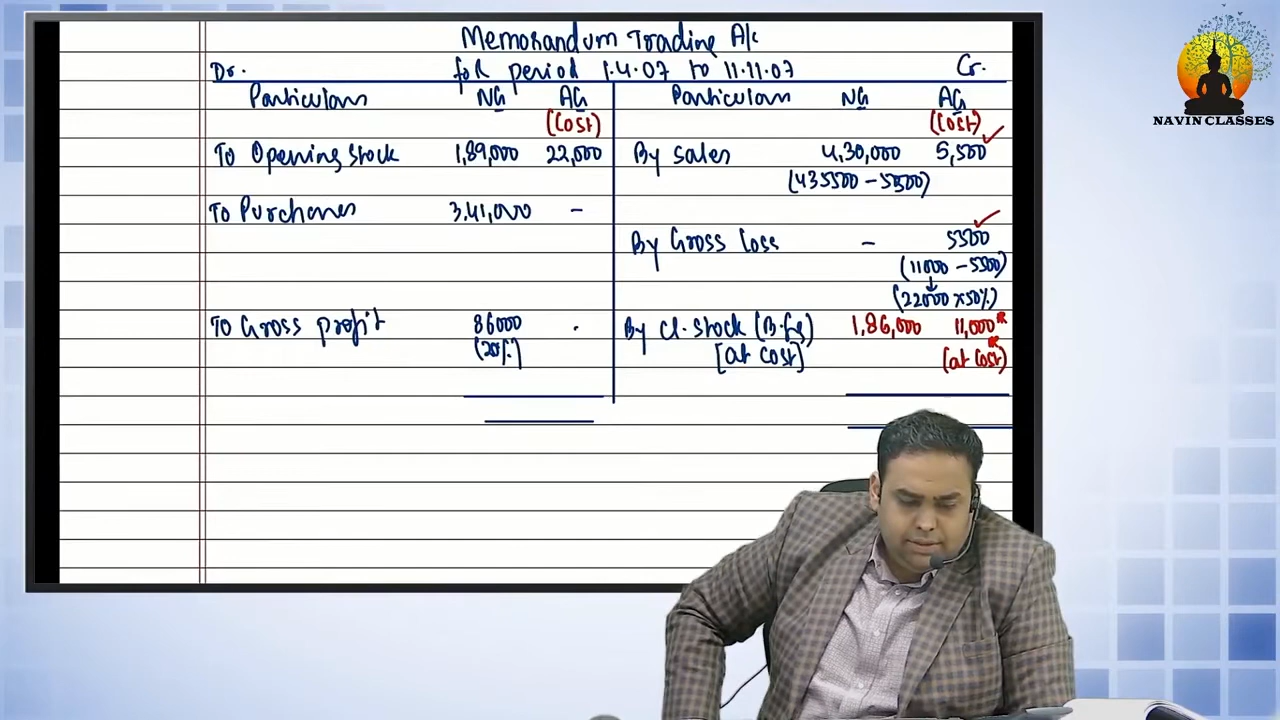 Memorandum Trading A/c
Dr. for period 1.4.07 to 11.11.07 Cr.
Particulars NG AG Particulars NG AG
(Cost) (Cost)
To Opening Stock 1,89,000 22,000 By Sales 4,30,000 5,500
(435500 - 5500)
To Purchases 3,41,000 -
By Gross Loss - 5500
(11000 - 5500)
(22000 x 50%)
To Gross profit 86000 By Cl. Stock (B.fg) 1,86,000 11,000
(20%) [at Cost] (at Cost)
NAVIN CLASSES